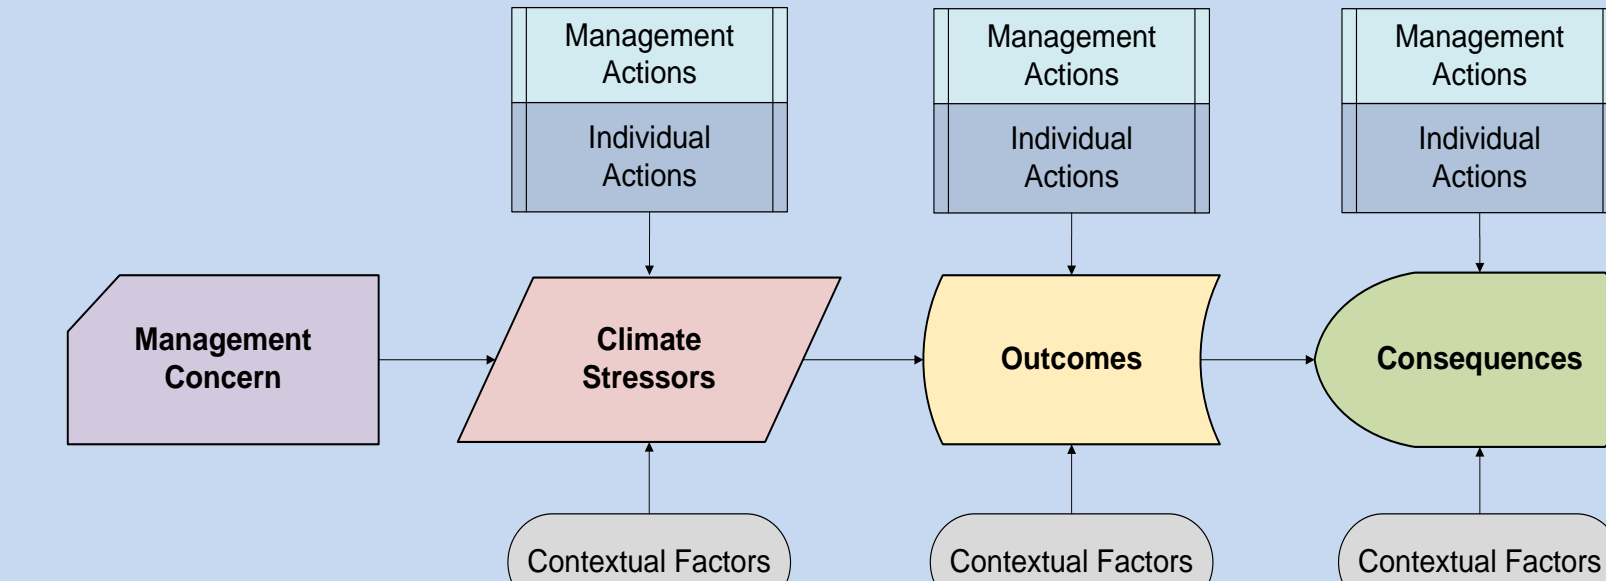 Management
Actions
Individual
Actions
Management
Actions
Individual
Actions
Management
Actions
Individual
Actions
Management
Concern
Climate
Stressors
Outcomes
Consequences
Contextual Factors
Contextual Factors
Contextual Factors